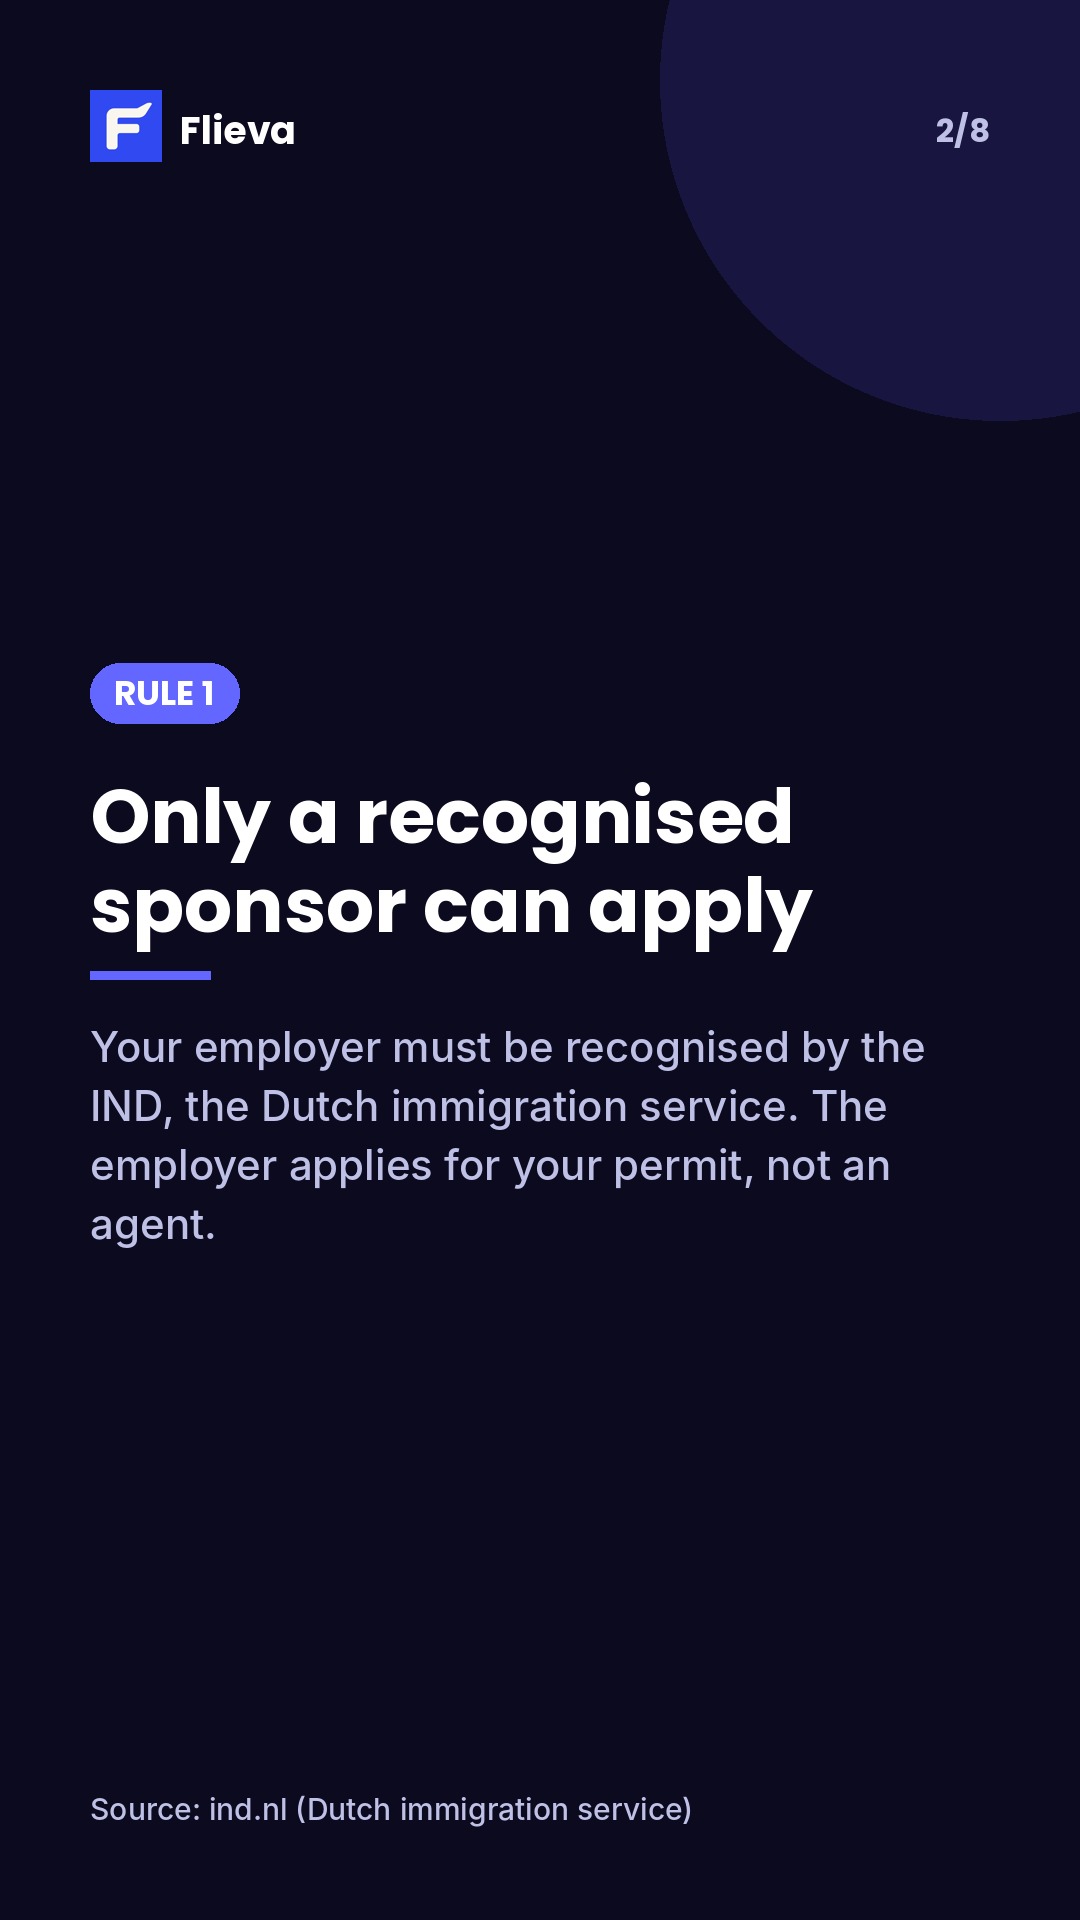 Flieva
2/8
RULE 1
Only a recognised
sponsor can apply
Your employer must be recognised by the
IND, the Dutch immigration service. The
employer applies for your permit, not an
agent.
Source: ind.nl (Dutch immigration service)